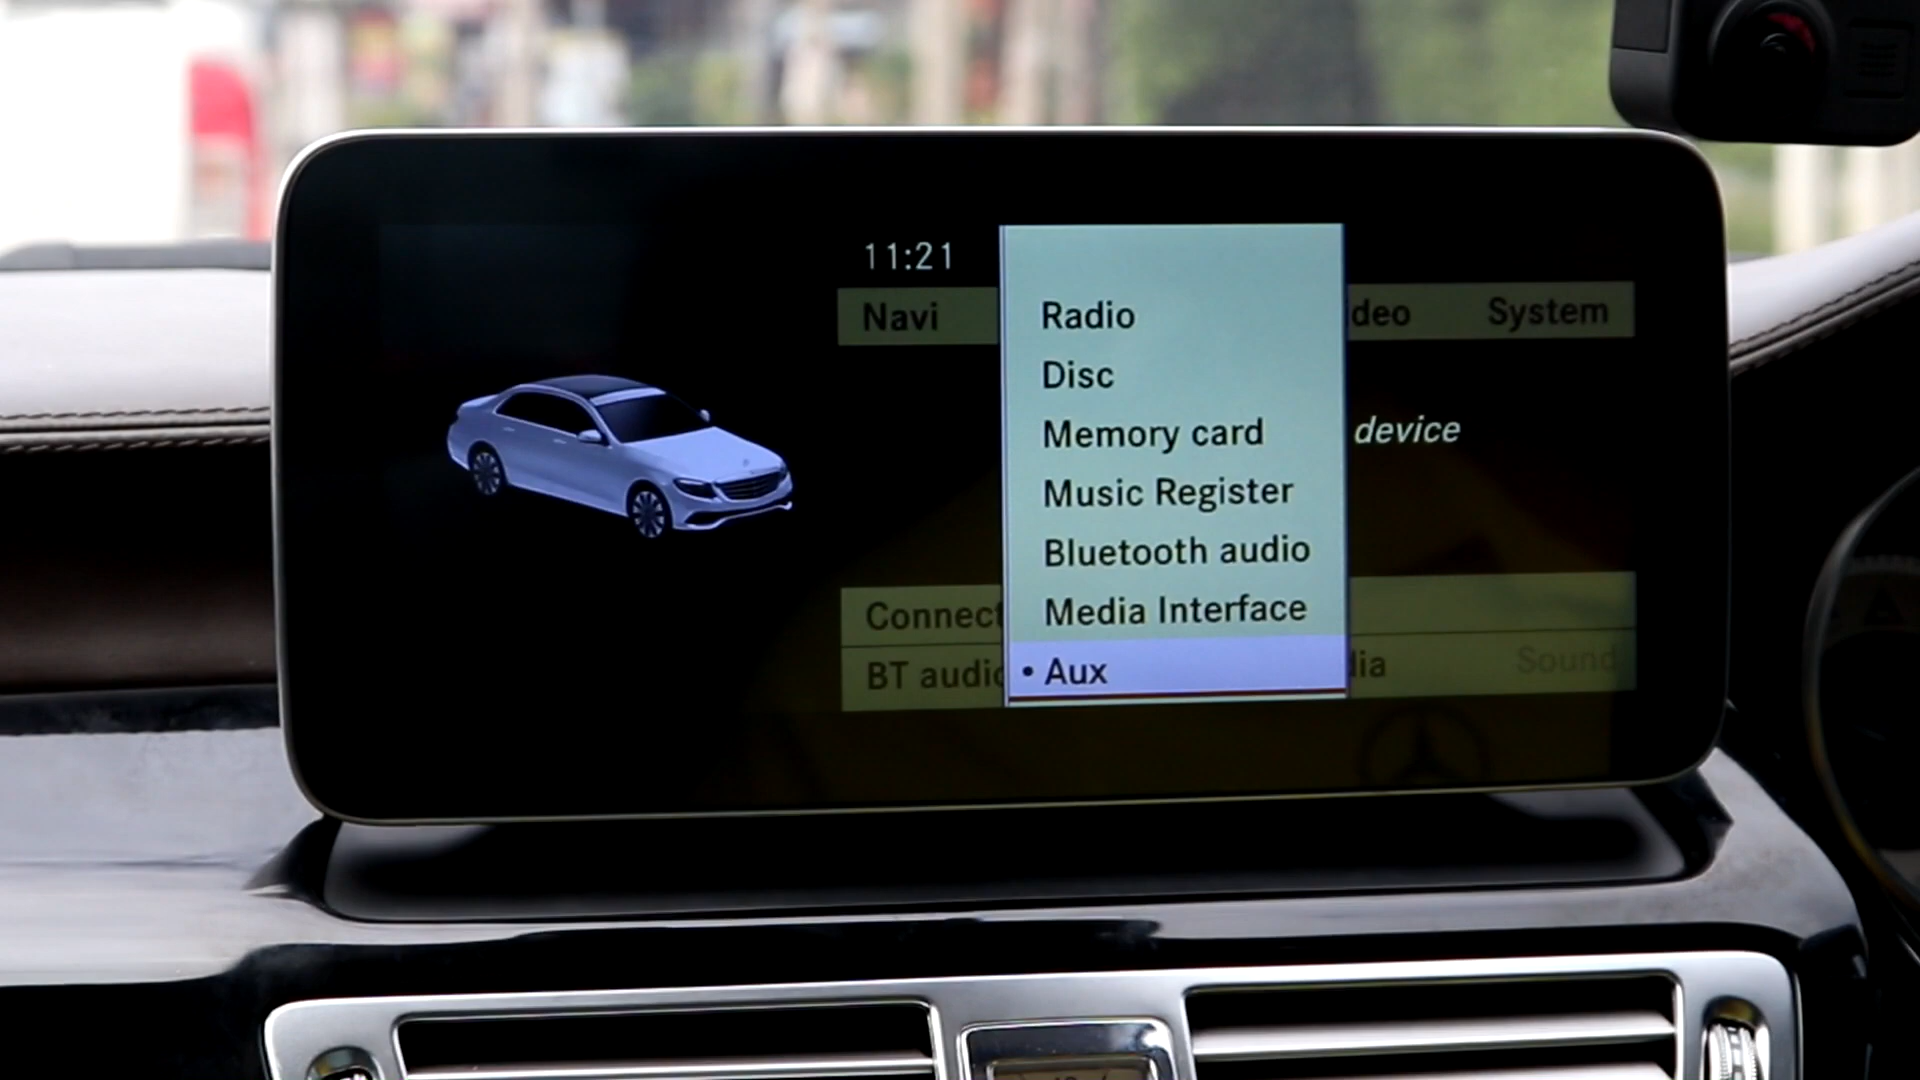 11:21
Navi
deo
System
Radio
Disc
Memory card
device
Music Register
Bluetooth audio
Connect
Media Interface
BT audio
• Aux
dia
Sound